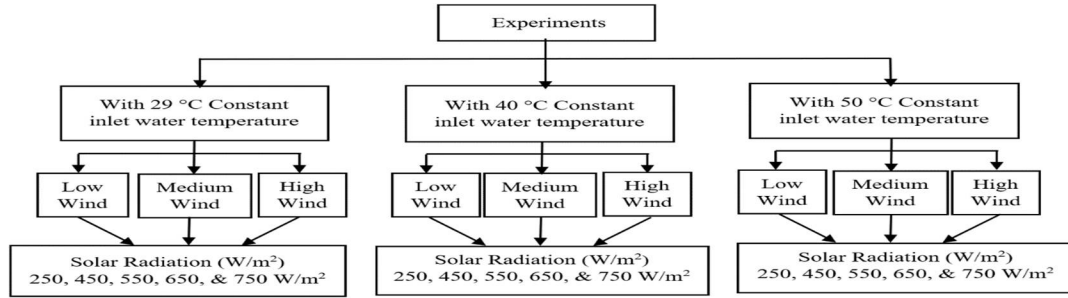 Experiments
With 29 °C Constant
inlet water temperature
With 40 °C Constant
inlet water temperature
With 50 °C Constant
inlet water temperature
Low
Wind
Medium
Wind
High
Wind
Low
Wind
Medium
Wind
High
Wind
Low
Wind
Medium
Wind
High
Wind
Solar Radiation (W/m²)
250, 450, 550, 650, & 750 W/m²
Solar Radiation (W/m²)
250, 450, 550, 650, & 750 W/m²
Solar Radiation (W/m²)
250, 450, 550, 650, & 750 W/m²